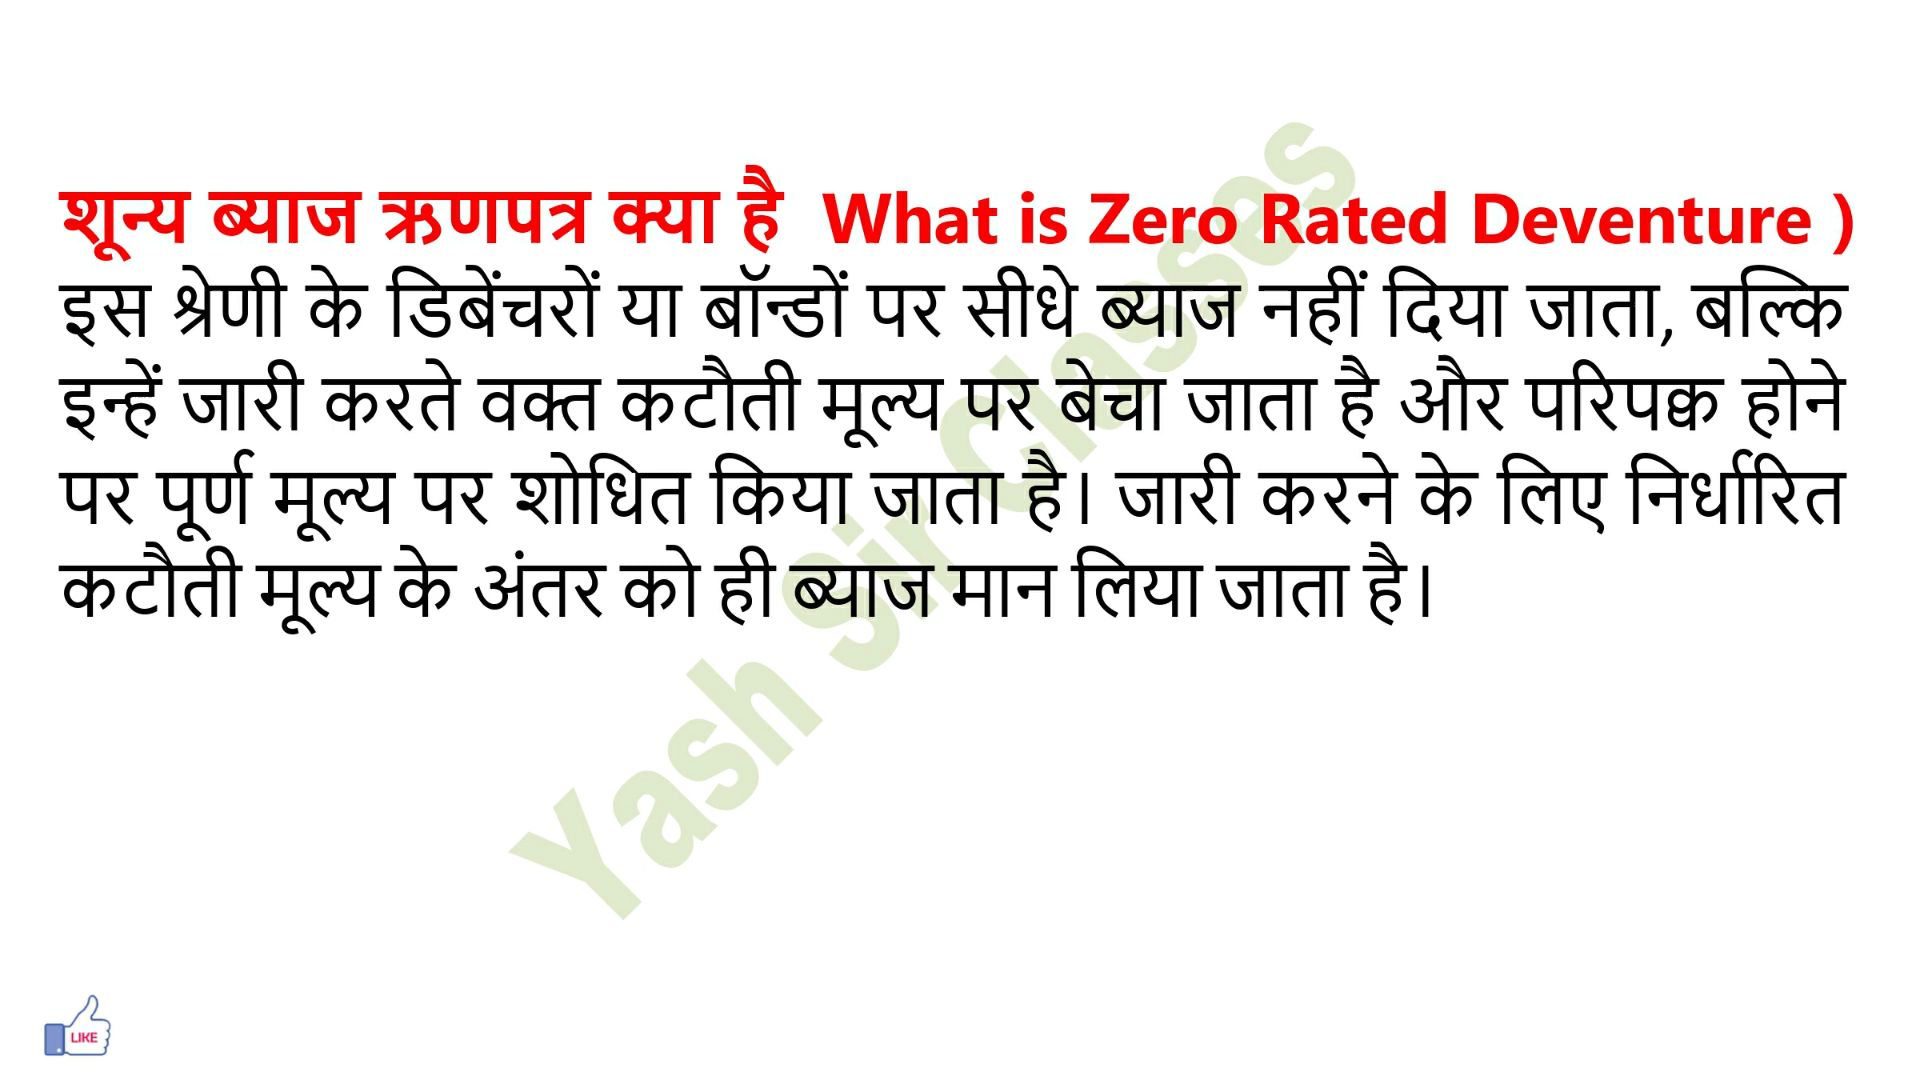 शून्य ब्याज ऋणपत्र क्या है What is Zero Rated Deventure )
इस श्रेणी के डिबेंचरों या बॉन्डों पर सीधे ब्याज नहीं दिया जाता, बल्कि
इन्हें जारी करते वक्त कटौती मूल्य पर बेचा जाता है और परिपक्व होने
पर पूर्ण मूल्य पर शोधित किया जाता है। जारी करने के लिए निर्धारित
कटौती मूल्य के अंतर को ही ब्याज मान लिया जाता है।
Yash Sir Classes
LIKE